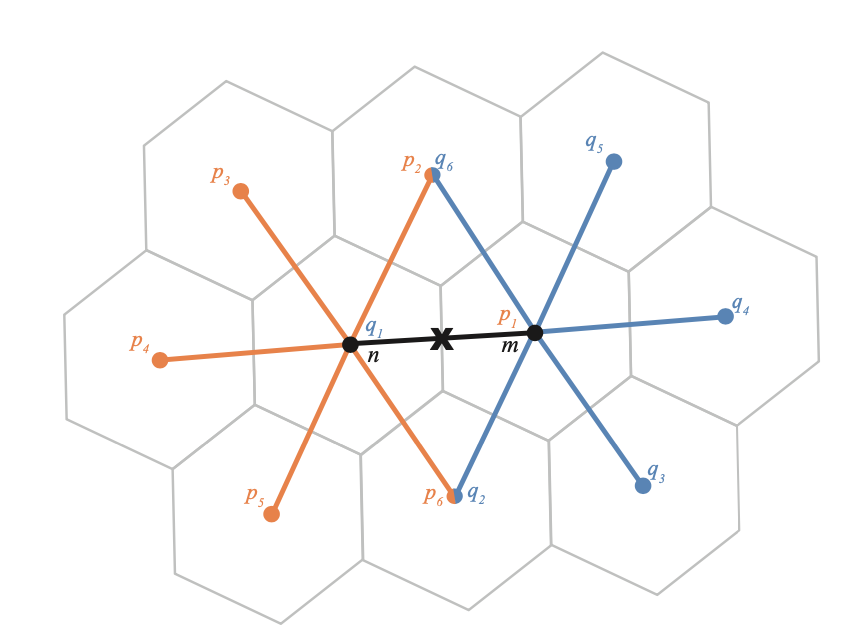 q₅
p₂ q₆
p₃
q₄
p₁
q₁
p₄
m
n
q₃
p₅
p₆ q₂